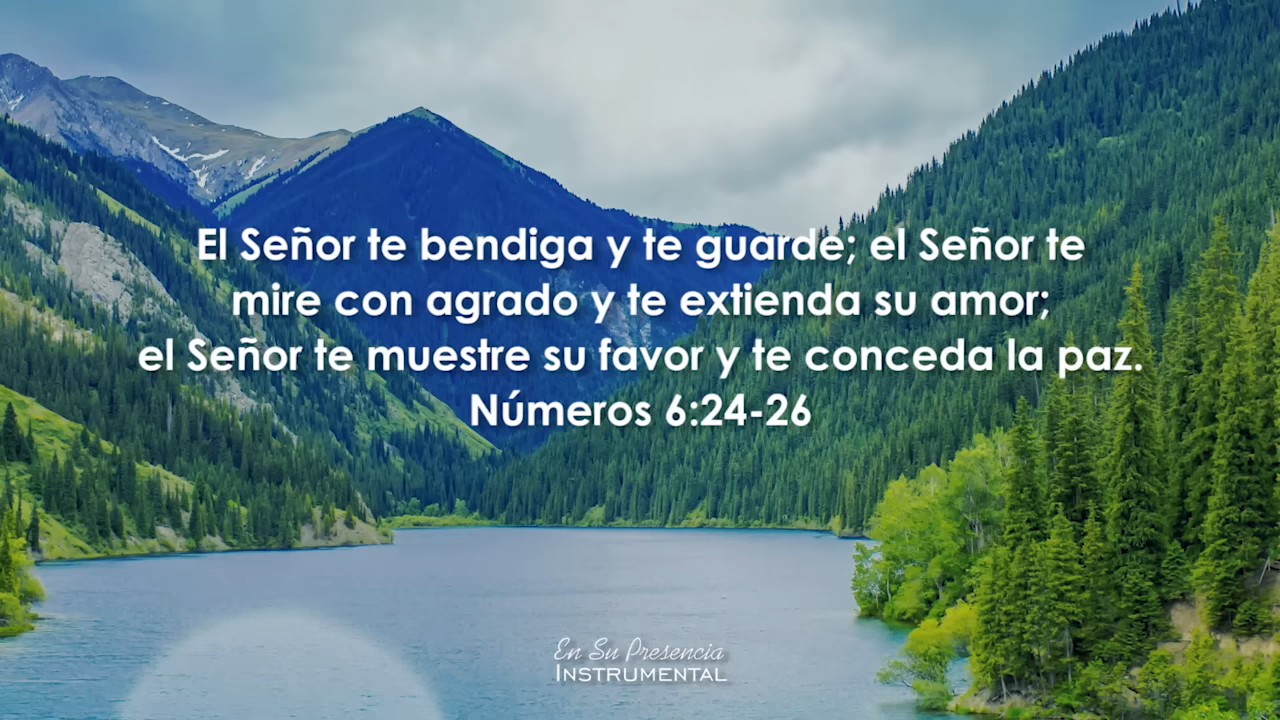 El Señor te bendiga y te guarde; el Señor te
mire con agrado y te extienda su amor;
el Señor te muestre su favor y te conceda la paz.
Números 6:24-26
En Su Presencia
INSTRUMENTAL